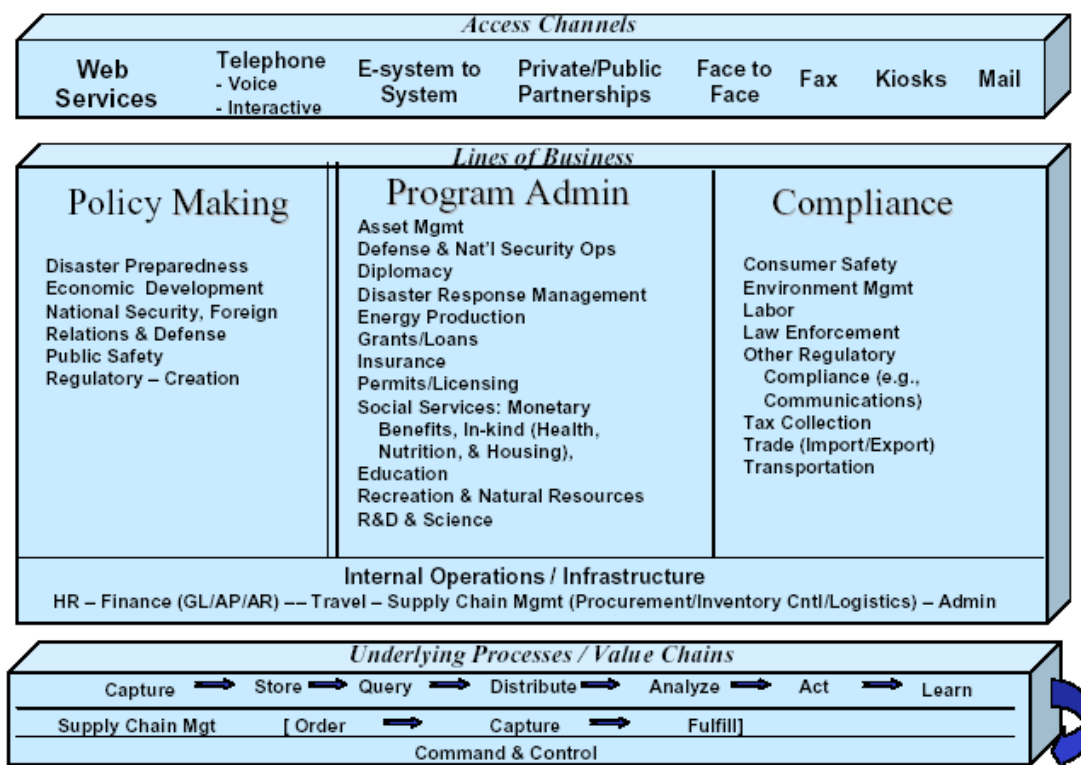 Access Channels
Web Services
Telephone
- Voice
- Interactive
E-system to System
Private/Public Partnerships
Face to Face
Fax
Kiosks
Mail
Lines of Business
Policy Making
Disaster Preparedness
Economic Development
National Security, Foreign
Relations & Defense
Public Safety
Regulatory – Creation
Program Admin
Asset Mgmt
Defense & Nat'l Security Ops
Diplomacy
Disaster Response Management
Energy Production
Grants/Loans
Insurance
Permits/Licensing
Social Services: Monetary
Benefits, In-kind (Health,
Nutrition, & Housing),
Education
Recreation & Natural Resources
R&D & Science
Compliance
Consumer Safety
Environment Mgmt
Labor
Law Enforcement
Other Regulatory
Compliance (e.g.,
Communications)
Tax Collection
Trade (Import/Export)
Transportation
Internal Operations / Infrastructure
HR – Finance (GL/AP/AR) –– Travel – Supply Chain Mgmt (Procurement/Inventory Cntl/Logistics) – Admin
Underlying Processes / Value Chains
Capture Store Query Distribute Analyze Act Learn
Supply Chain Mgt [ Order Capture Fulfill]
Command & Control